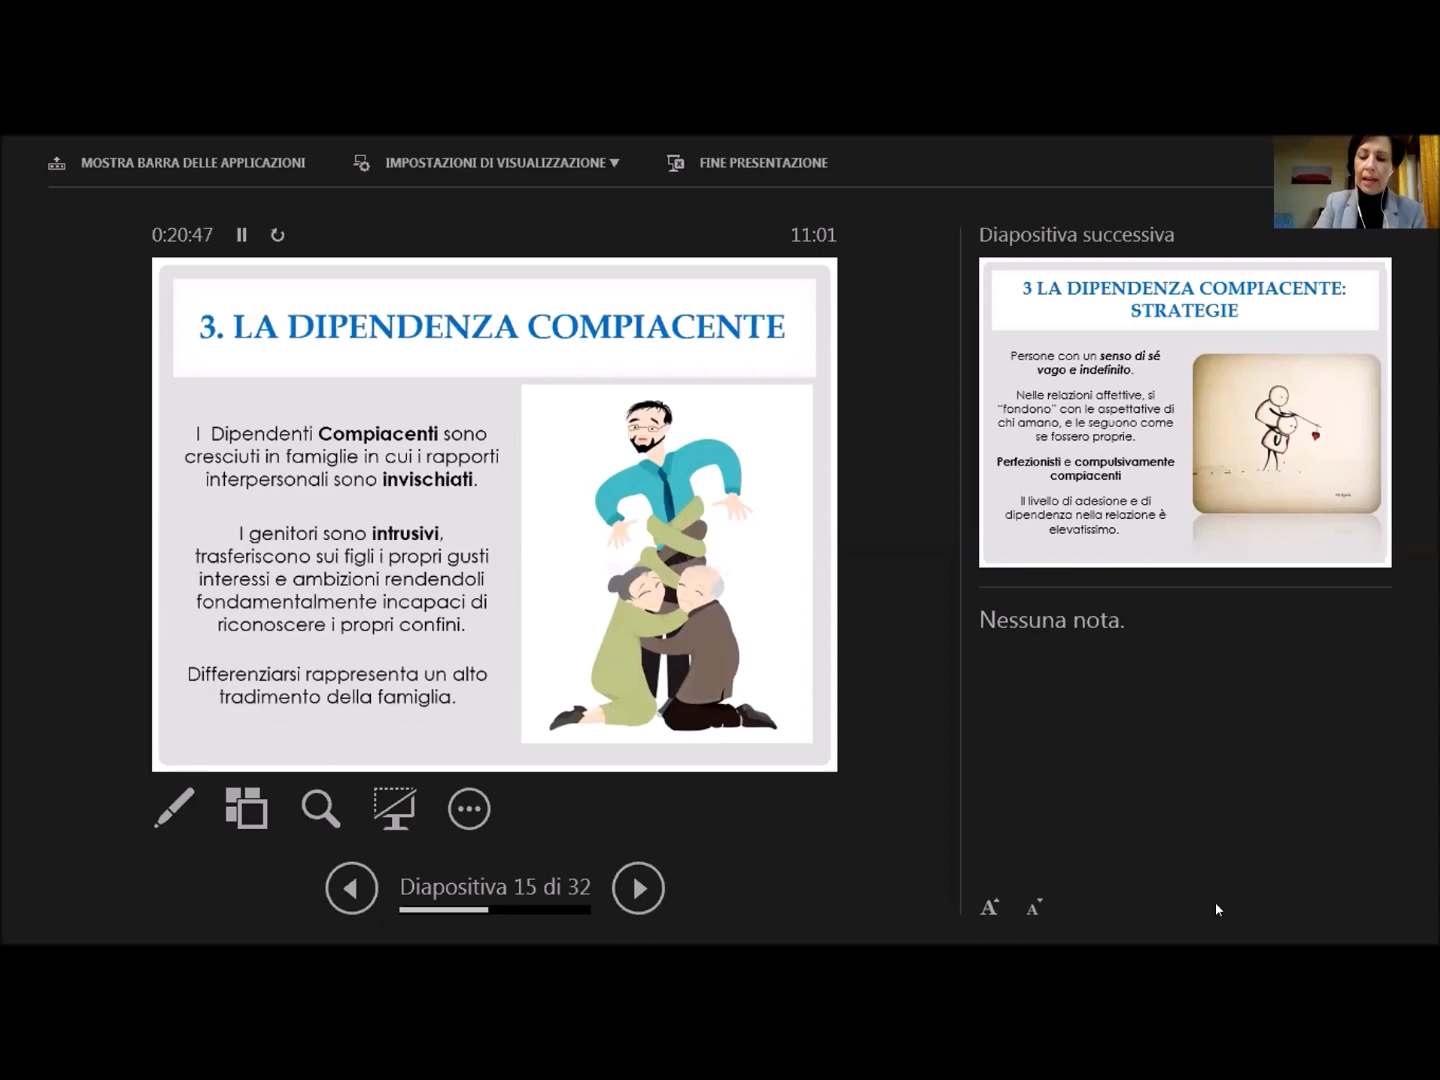 MOSTRA BARRA DELLE APPLICAZIONI
IMPOSTAZIONI DI VISUALIZZAZIONE ▼
FINE PRESENTAZIONE
0:20:47
11:01
3. LA DIPENDENZA COMPIACENTE
I Dipendenti Compiacenti sono
cresciuti in famiglie in cui i rapporti
interpersonali sono invischiati.
I genitori sono intrusivi,
trasferiscono sui figli i propri gusti
interessi e ambizioni rendendoli
fondamentalmente incapaci di
riconoscere i propri confini.
Differenziarsi rappresenta un alto
tradimento della famiglia.
Diapositiva 15 di 32
Diapositiva successiva
3 LA DIPENDENZA COMPIACENTE:
STRATEGIE
Persone con un senso di sé
vago e indefinito.
Nelle relazioni affettive, si
“fondono” con le aspettative di
chi amano, e le seguono come
se fossero proprie.
Perfezionisti e compulsivamente
compiacenti
Il livello di adesione e di
dipendenza nella relazione è
elevatissimo.
Nessuna nota.
A A